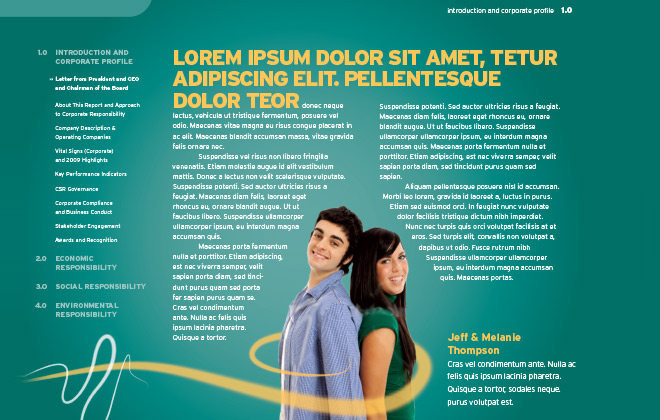 introduction and corporate profile 1.0
1.0 INTRODUCTION AND
CORPORATE PROFILE
›› Letter from President and CEO
and Chairman of the Board
About This Report and Approach
to Corporate Responsibility
Company Description &
Operating Companies
Vital Signs (Corporate)
and 2009 Highlights
Key Performance Indicators
CSR Governance
Corporate Compliance
and Business Conduct
Stakeholder Engagement
Awards and Recognition
2.0 ECONOMIC
RESPONSIBILITY
3.0 SOCIAL RESPONSIBILITY
4.0 ENVIRONMENTAL
RESPONSIBILITY
LOREM IPSUM DOLOR SIT AMET, TETUR
ADIPISCING ELIT. PELLENTESQUE
DOLOR TEOR donec neque
lectus, vehicula ut tristique fermentum, posuere vel
odio. Maecenas vitae magna eu risus congue placerat in
ac elit. Maecenas blandit accumsan massa, vitae gravida
felis ornare nec.
Suspendisse vel risus non libero fringilla
venenatis. Etiam molestie augue id elit vestibulum
mattis. Donec a lectus non velit scelerisque vulputate.
Suspendisse potenti. Sed auctor ultricies risus a
feugiat. Maecenas diam felis, laoreet eget
rhoncus eu, ornare blandit augue. Ut ut
faucibus libero. Suspendisse ullamcorper
ullamcorper ipsum, eu interdum magna
accumsan quis.
Maecenas porta fermentum
nulla et porttitor. Etiam adipiscing,
est nec viverra semper, velit
sapien porta diam, sed tinci-
dunt purus quam sed porta
fer sapien purus quam se.
Cras vel condimentum
ante. Nulla ac felis quis
ipsum lacinia pharetra.
Quisque a tortor.
Suspendisse potenti. Sed auctor ultricies risus a feugiat.
Maecenas diam felis, laoreet eget rhoncus eu, ornare
blandit augue. Ut ut faucibus libero. Suspendisse
ullamcorper ullamcorper ipsum, eu interdum magna
accumsan quis. Maecenas porta fermentum nulla et
porttitor. Etiam adipiscing, est nec viverra semper, velit
sapien porta diam, sed tincidunt purus quam sed
sapien.
Aliquam pellentesque posuere nisl id accumsan.
Morbi leo lorem, gravida id laoreet a, luctus in purus.
Etiam sed euismod orci. In feugiat nunc vulputate
dolor facilisis tristique dictum nibh imperdiet.
Nunc nec turpis quis orci volutpat facilisis at et
eros. Sed turpis elit, convallis non volutpat a,
dapibus ut odio. Fusce rutrum nibh
Suspendisse ullamcorper ullamcorper
ipsum, eu interdum magna accumsan
quis. Maecenas portas.
Jeff & Melanie
Thompson
Cras vel condimentum ante. Nulla ac
felis quis ipsum lacinia pharetra.
Quisque a tortor, sodales neque.
purus volutpat est.